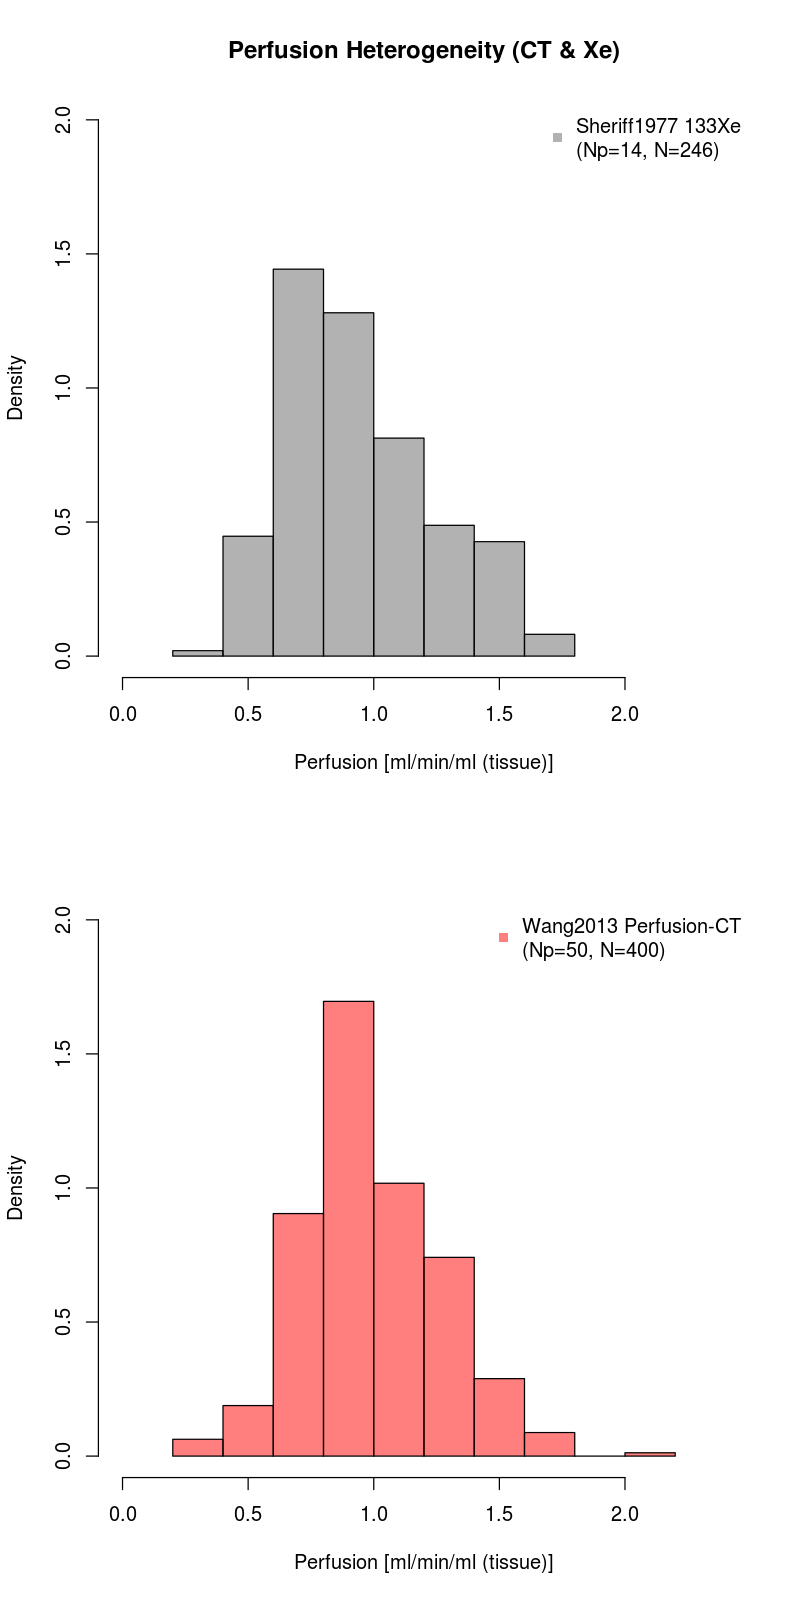 Perfusion Heterogeneity (CT & Xe)
Sheriff1977 133Xe
(Np=14, N=246)
2.0
1.5
1.0
0.5
0.0
Density
0.0 0.5 1.0 1.5 2.0
Perfusion [ml/min/ml (tissue)]
Wang2013 Perfusion-CT
(Np=50, N=400)
2.0
1.5
1.0
0.5
0.0
Density
0.0 0.5 1.0 1.5 2.0
Perfusion [ml/min/ml (tissue)]